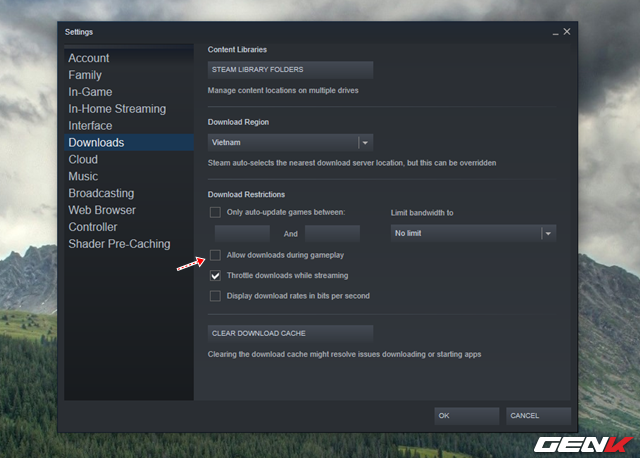 Settings
Account
Family
In-Game
In-Home Streaming
Interface
Downloads
Cloud
Music
Broadcasting
Web Browser
Controller
Shader Pre-Caching
Content Libraries
STEAM LIBRARY FOLDERS
Manage content locations on multiple drives
Download Region
Vietnam
Steam auto-selects the nearest download server location, but this can be overridden
Download Restrictions
Only auto-update games between:
And
Limit bandwidth to
No limit
Allow downloads during gameplay
Throttle downloads while streaming
Display download rates in bits per second
CLEAR DOWNLOAD CACHE
Clearing the download cache might resolve issues downloading or starting apps
OK
CANCEL
GENK